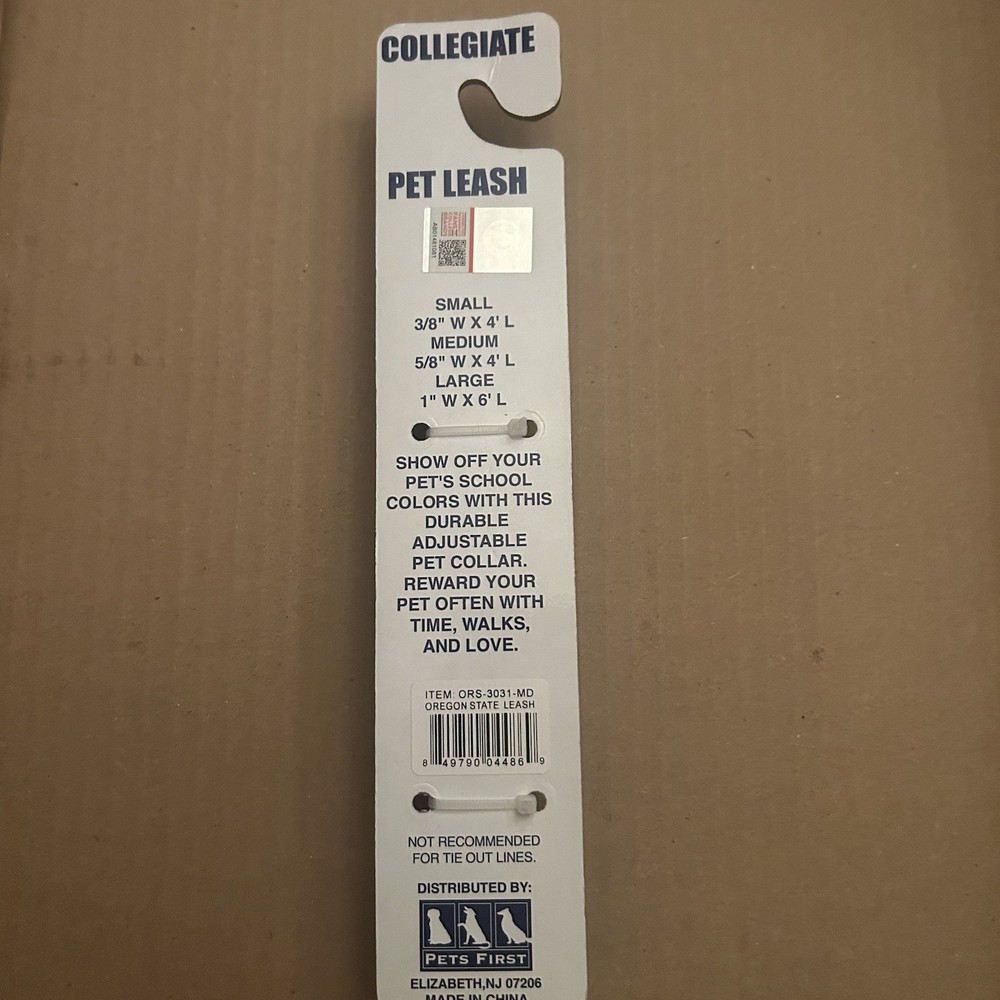 COLLEGIATE
PET LEASH
SMALL
3/8" W X 4' L
MEDIUM
5/8" W X 4' L
LARGE
1" W X 6' L
SHOW OFF YOUR
PET'S SCHOOL
COLORS WITH THIS
DURABLE
ADJUSTABLE
PET COLLAR.
REWARD YOUR
PET OFTEN WITH
TIME, WALKS,
AND LOVE.
ITEM: ORS-3031-MD
OREGON STATE LEASH
8 49790 04486 9
NOT RECOMMENDED
FOR TIE OUT LINES.
DISTRIBUTED BY:
PETS FIRST
ELIZABETH,NJ 07206
MADE IN CHINA